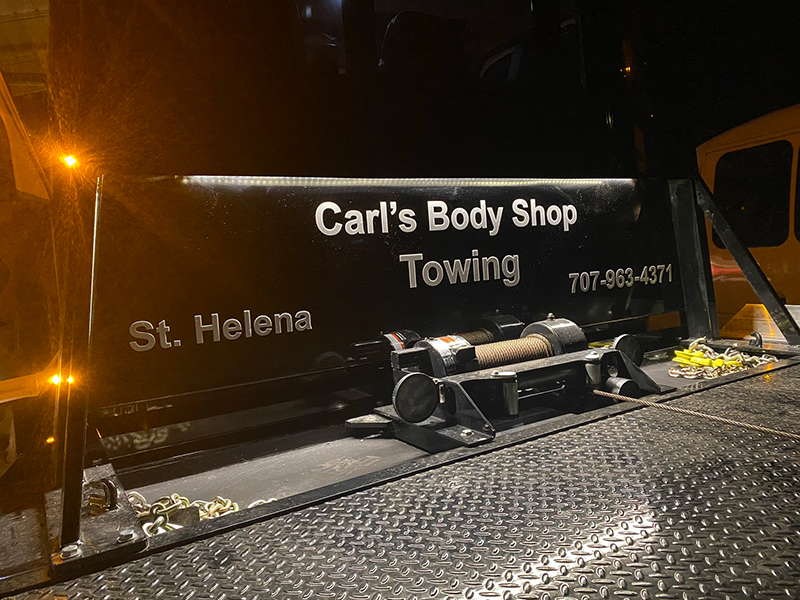 Carl's Body Shop
Towing
707-963-4371
St. Helena